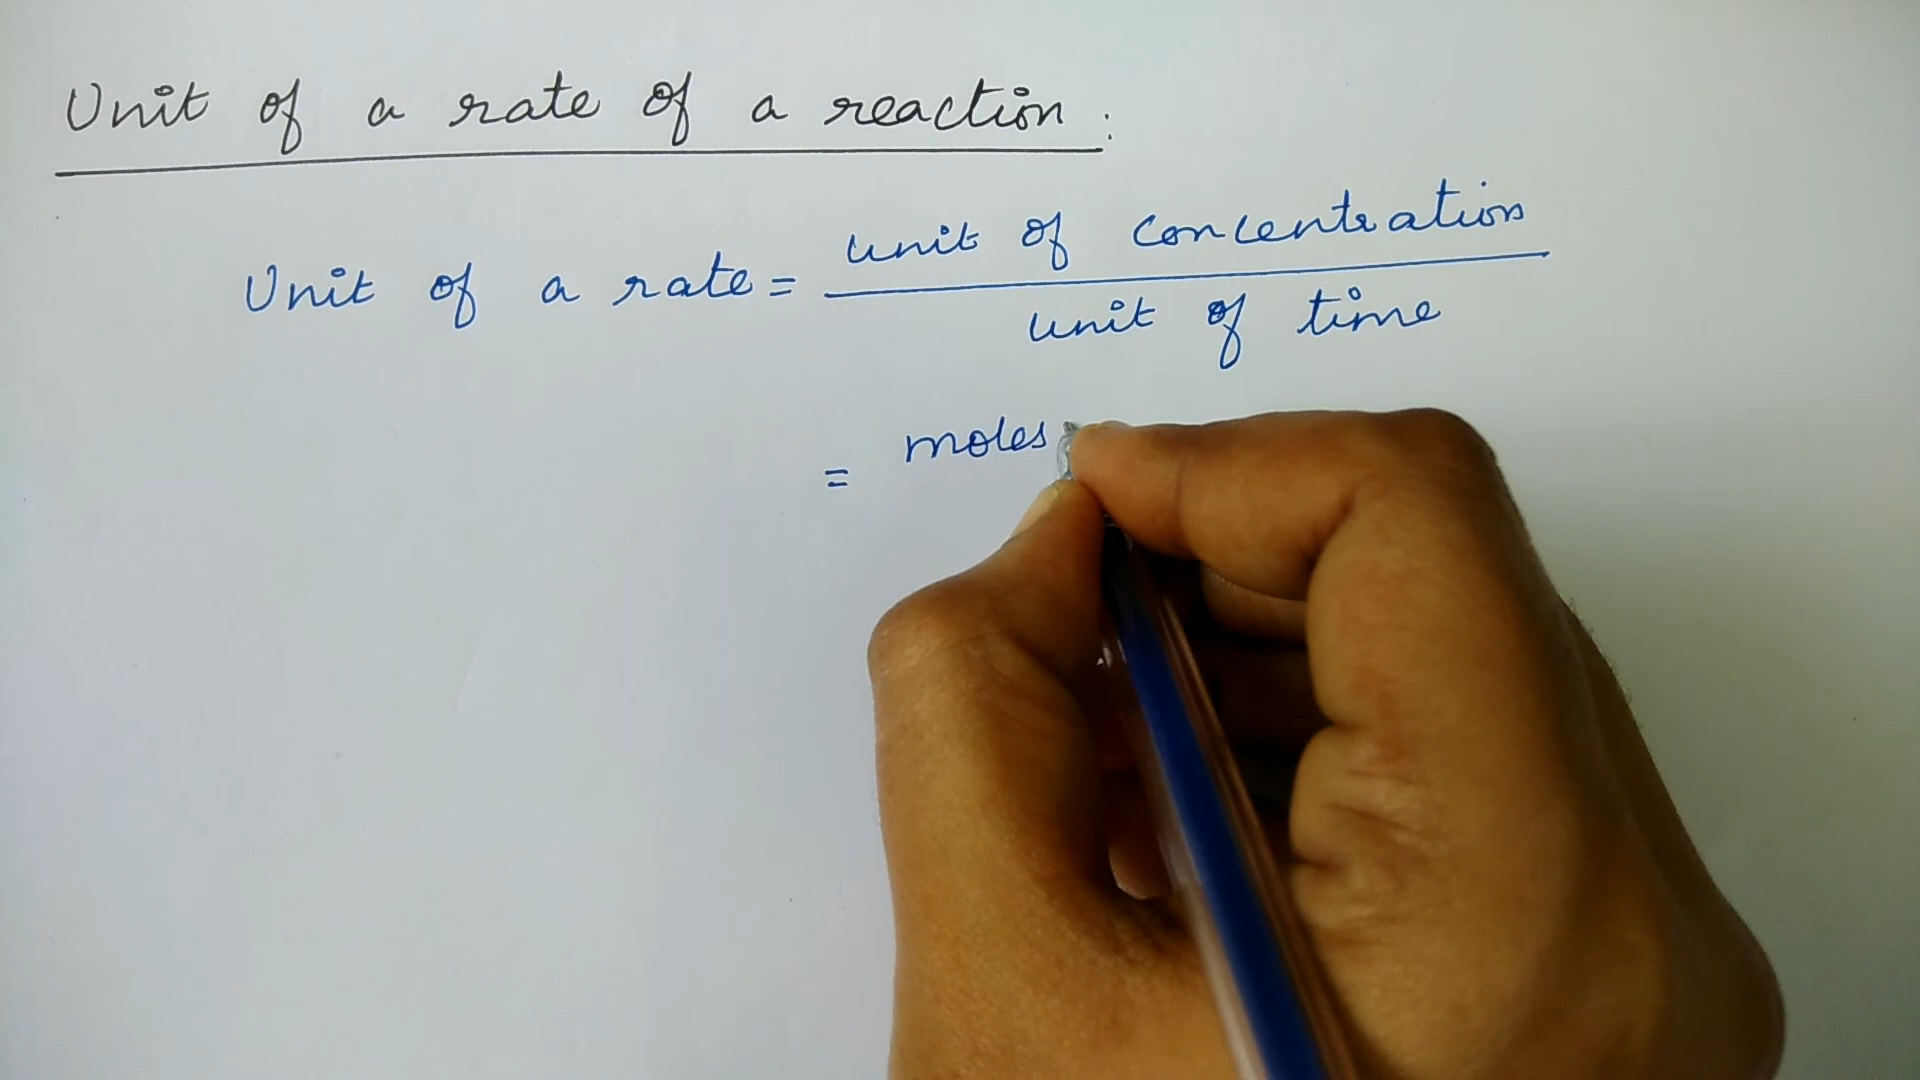 Unit of a rate of a reaction :
Unit of a rate = unit of concentration
unit of time
= moles